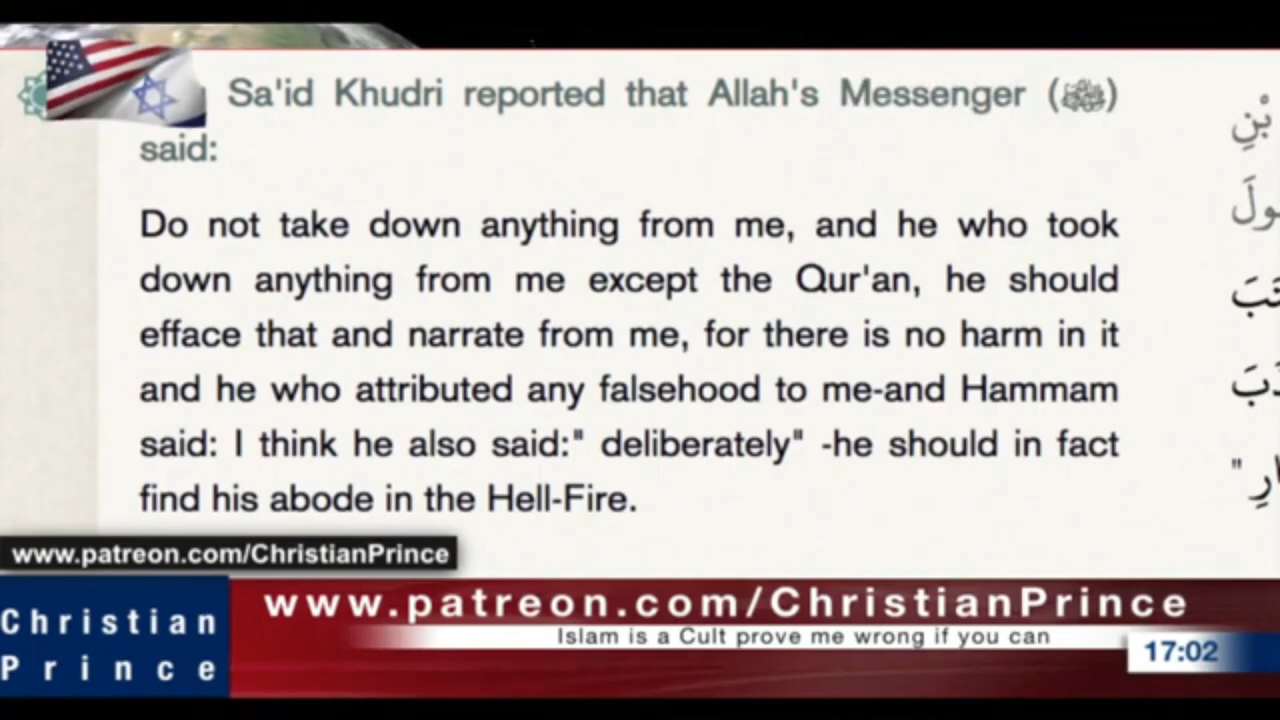 Sa'id Khudri reported that Allah's Messenger (ﷺ)
said:
Do not take down anything from me, and he who took
down anything from me except the Qur'an, he should
efface that and narrate from me, for there is no harm in it
and he who attributed any falsehood to me-and Hammam
said: I think he also said:" deliberately" -he should in fact
find his abode in the Hell-Fire.
www.patreon.com/ChristianPrince
Christian
Prince
www.patreon.com/ChristianPrince
Islam is a Cult prove me wrong if you can
17:02